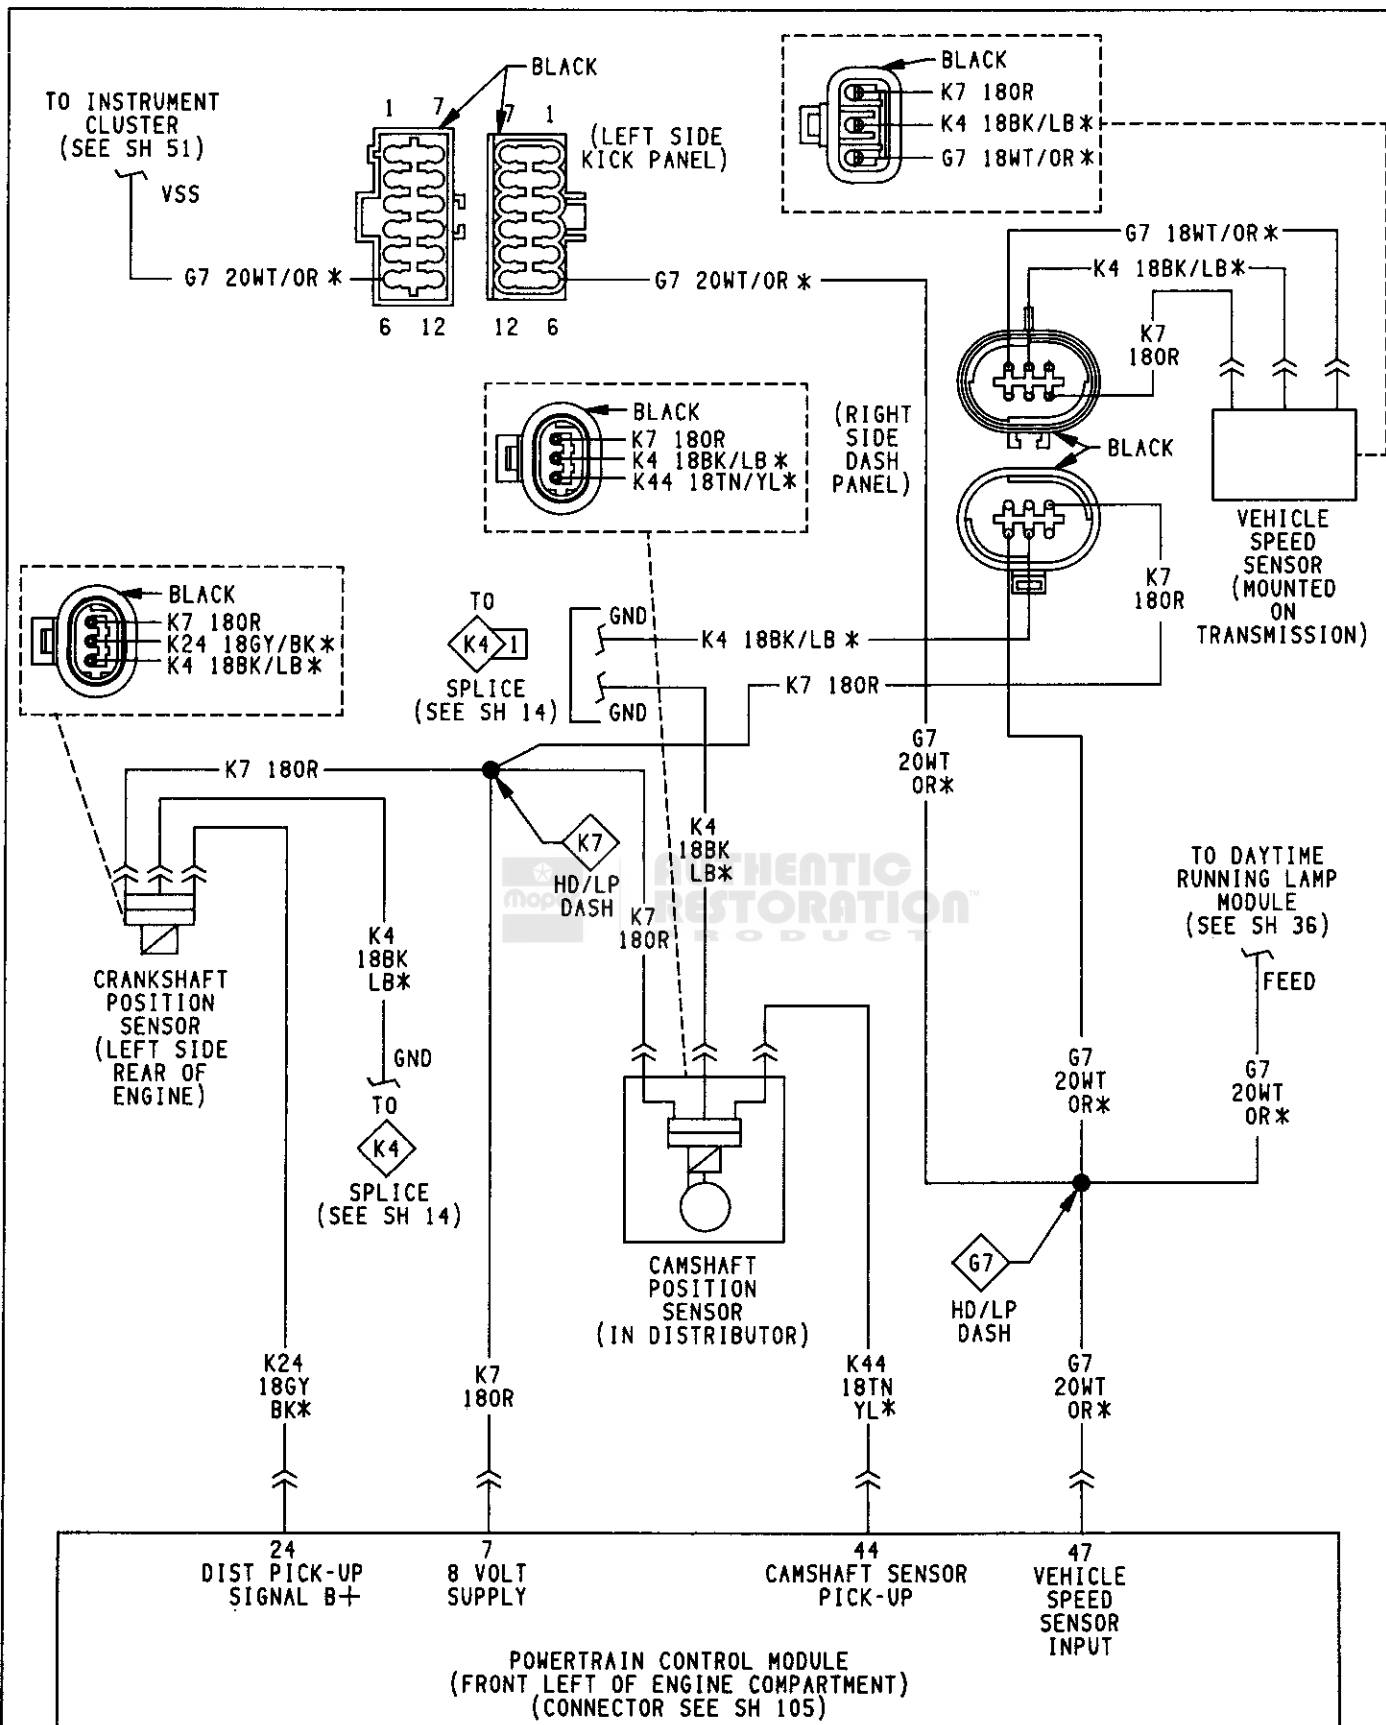 BLACK
TO INSTRUMENT
CLUSTER
(SEE SH 51)
VSS
1 7
7 1
(LEFT SIDE
KICK PANEL)
G7 20WT/OR *
G7 20WT/OR *
6 12
12 6
BLACK
K7 18OR
K4 18BK/LB*
G7 18WT/OR*
G7 18WT/OR*
K4 18BK/LB*
K7
18OR
BLACK
K7 18OR
K4 18BK/LB*
K44 18TN/YL*
(RIGHT
SIDE
DASH
PANEL)
BLACK
VEHICLE
SPEED
SENSOR
(MOUNTED
ON
TRANSMISSION)
K7
18OR
BLACK
K7 18OR
K24 18GY/BK*
K4 18BK/LB*
TO
K4 1
SPLICE
(SEE SH 14)
GND
K4 18BK/LB *
GND
K7 18OR
K7 18OR
G7
20WT
OR*
K7
HD/LP
DASH
K4
18BK
LB*
K7
18OR
Mopar
AUTHENTIC
RESTORATION™
PRODUCT
TO DAYTIME
RUNNING LAMP
MODULE
(SEE SH 36)
FEED
CRANKSHAFT
POSITION
SENSOR
(LEFT SIDE
REAR OF
ENGINE)
K4
18BK
LB*
GND
TO
K4
SPLICE
(SEE SH 14)
G7
20WT
OR*
G7
20WT
OR*
CAMSHAFT
POSITION
SENSOR
(IN DISTRIBUTOR)
G7
HD/LP
DASH
K24
18GY
BK*
K7
18OR
K44
18TN
YL*
G7
20WT
OR*
24
DIST PICK-UP
SIGNAL B+
7
8 VOLT
SUPPLY
44
CAMSHAFT SENSOR
PICK-UP
47
VEHICLE
SPEED
SENSOR
INPUT
POWERTRAIN CONTROL MODULE
(FRONT LEFT OF ENGINE COMPARTMENT)
(CONNECTOR SEE SH 105)